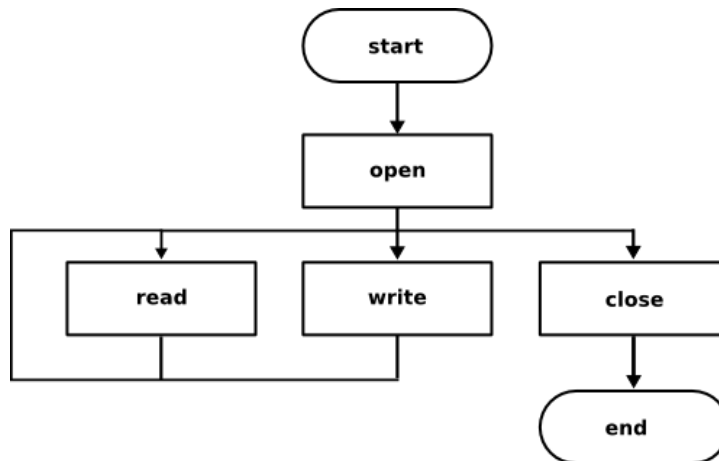 start
open
read
write
close
end